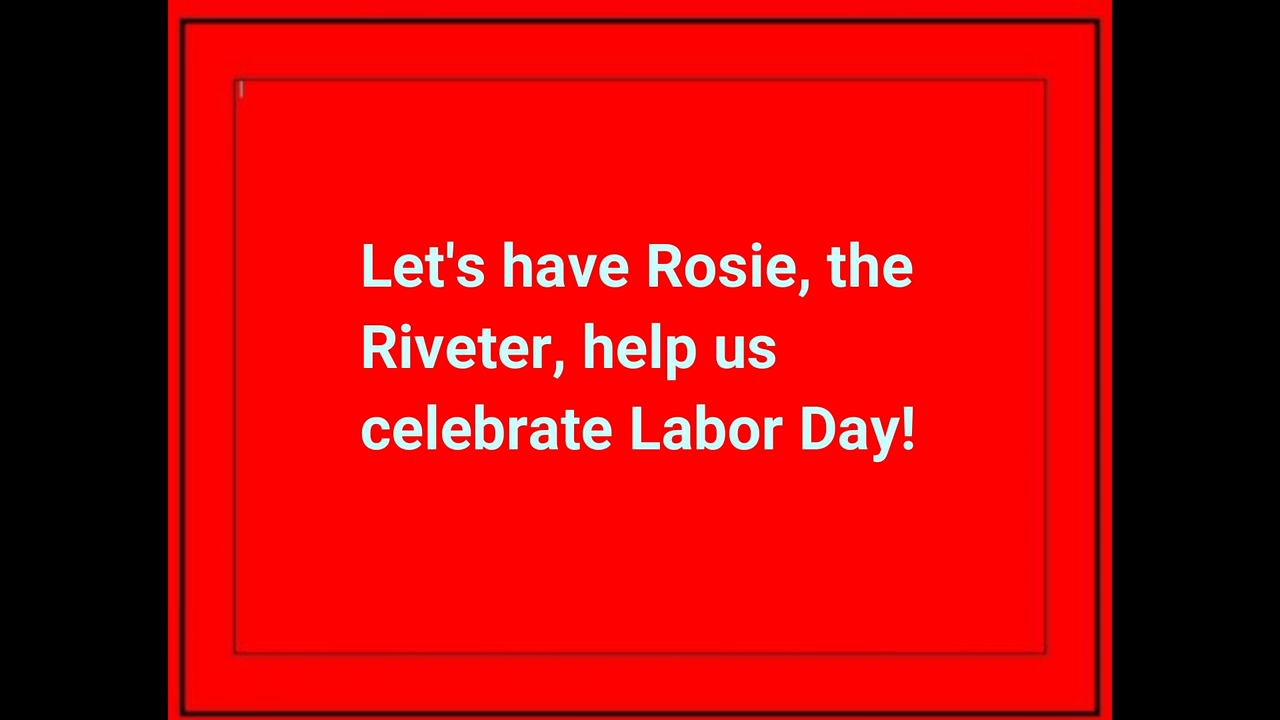 Let's have Rosie, the
Riveter, help us
celebrate Labor Day!